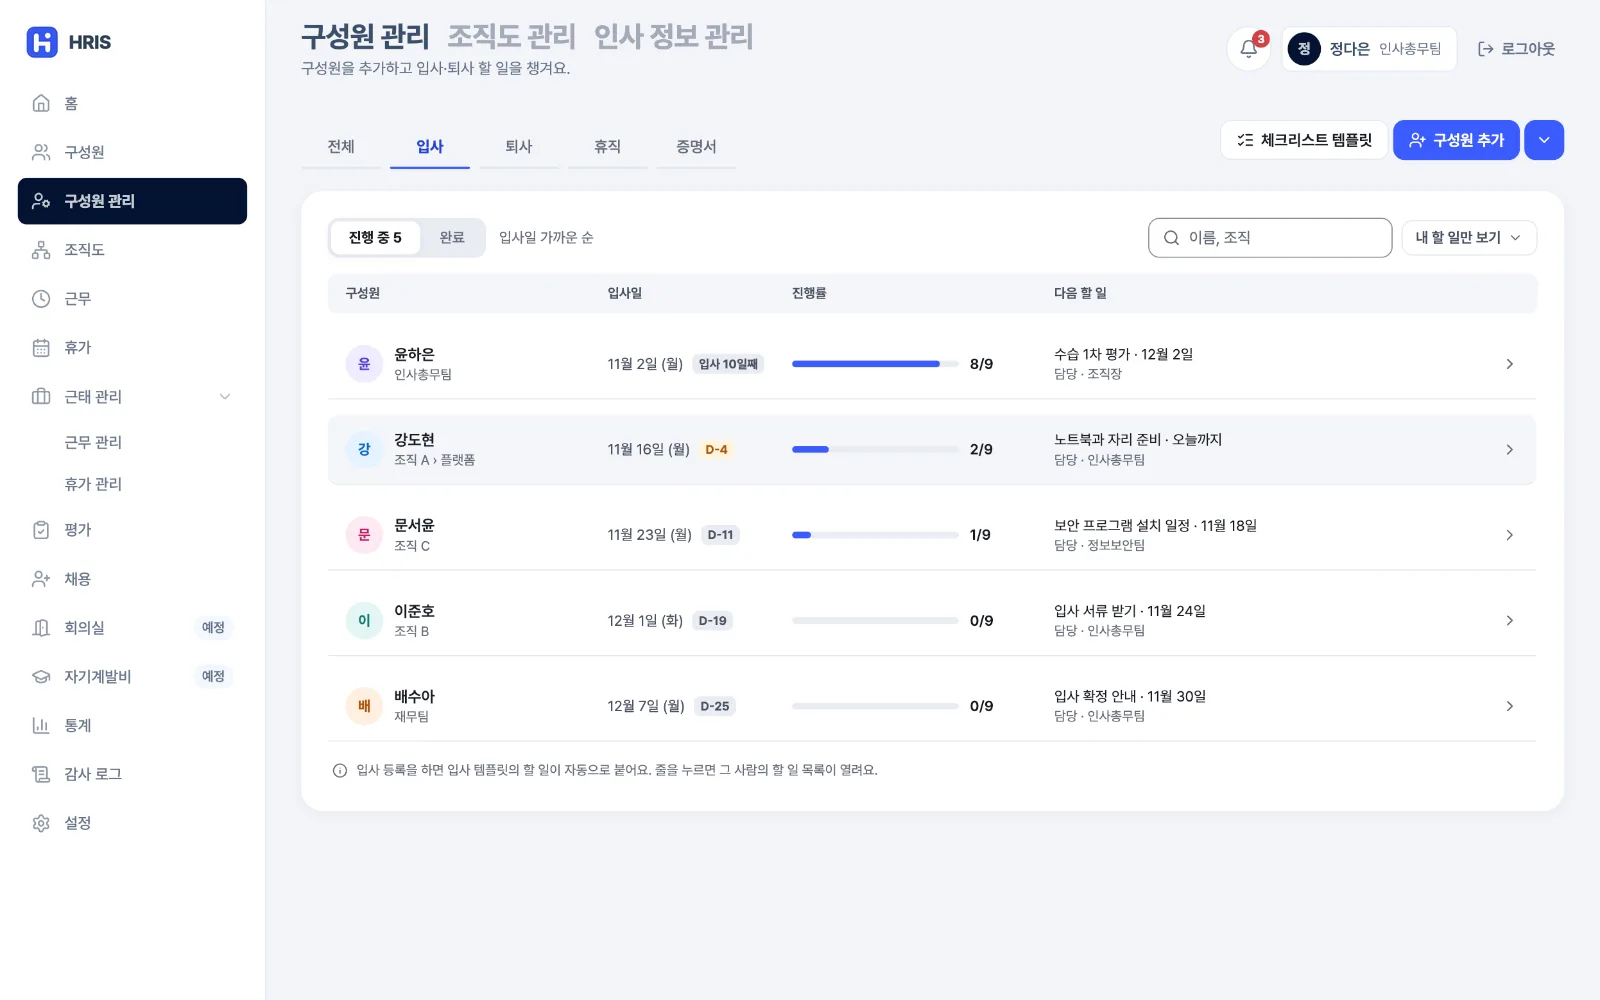 HRIS
홈
구성원
구성원 관리
조직도
근무
휴가
근태 관리
근무 관리
휴가 관리
평가
채용
회의실 예정
자기계발비 예정
통계
감사 로그
설정
구성원 관리 조직도 관리 인사 정보 관리
구성원을 추가하고 입사·퇴사 할 일을 챙겨요.
3
정 정다은 인사총무팀
로그아웃
전체 입사 퇴사 휴직 증명서
체크리스트 템플릿
구성원 추가
진행 중 5 완료 입사일 가까운 순
이름, 조직
내 할 일만 보기
구성원 입사일 진행률 다음 할 일
윤 윤하은
인사총무팀
11월 2일 (월) 입사 10일째
8/9
수습 1차 평가 · 12월 2일
담당 · 조직장
강 강도현
조직 A › 플랫폼
11월 16일 (월) D-4
2/9
노트북과 자리 준비 · 오늘까지
담당 · 인사총무팀
문 문서윤
조직 C
11월 23일 (월) D-11
1/9
보안 프로그램 설치 일정 · 11월 18일
담당 · 정보보안팀
이 이준호
조직 B
12월 1일 (화) D-19
0/9
입사 서류 받기 · 11월 24일
담당 · 인사총무팀
배 배수아
재무팀
12월 7일 (월) D-25
0/9
입사 확정 안내 · 11월 30일
담당 · 인사총무팀
입사 등록을 하면 입사 템플릿의 할 일이 자동으로 붙어요. 줄을 누르면 그 사람의 할 일 목록이 열려요.